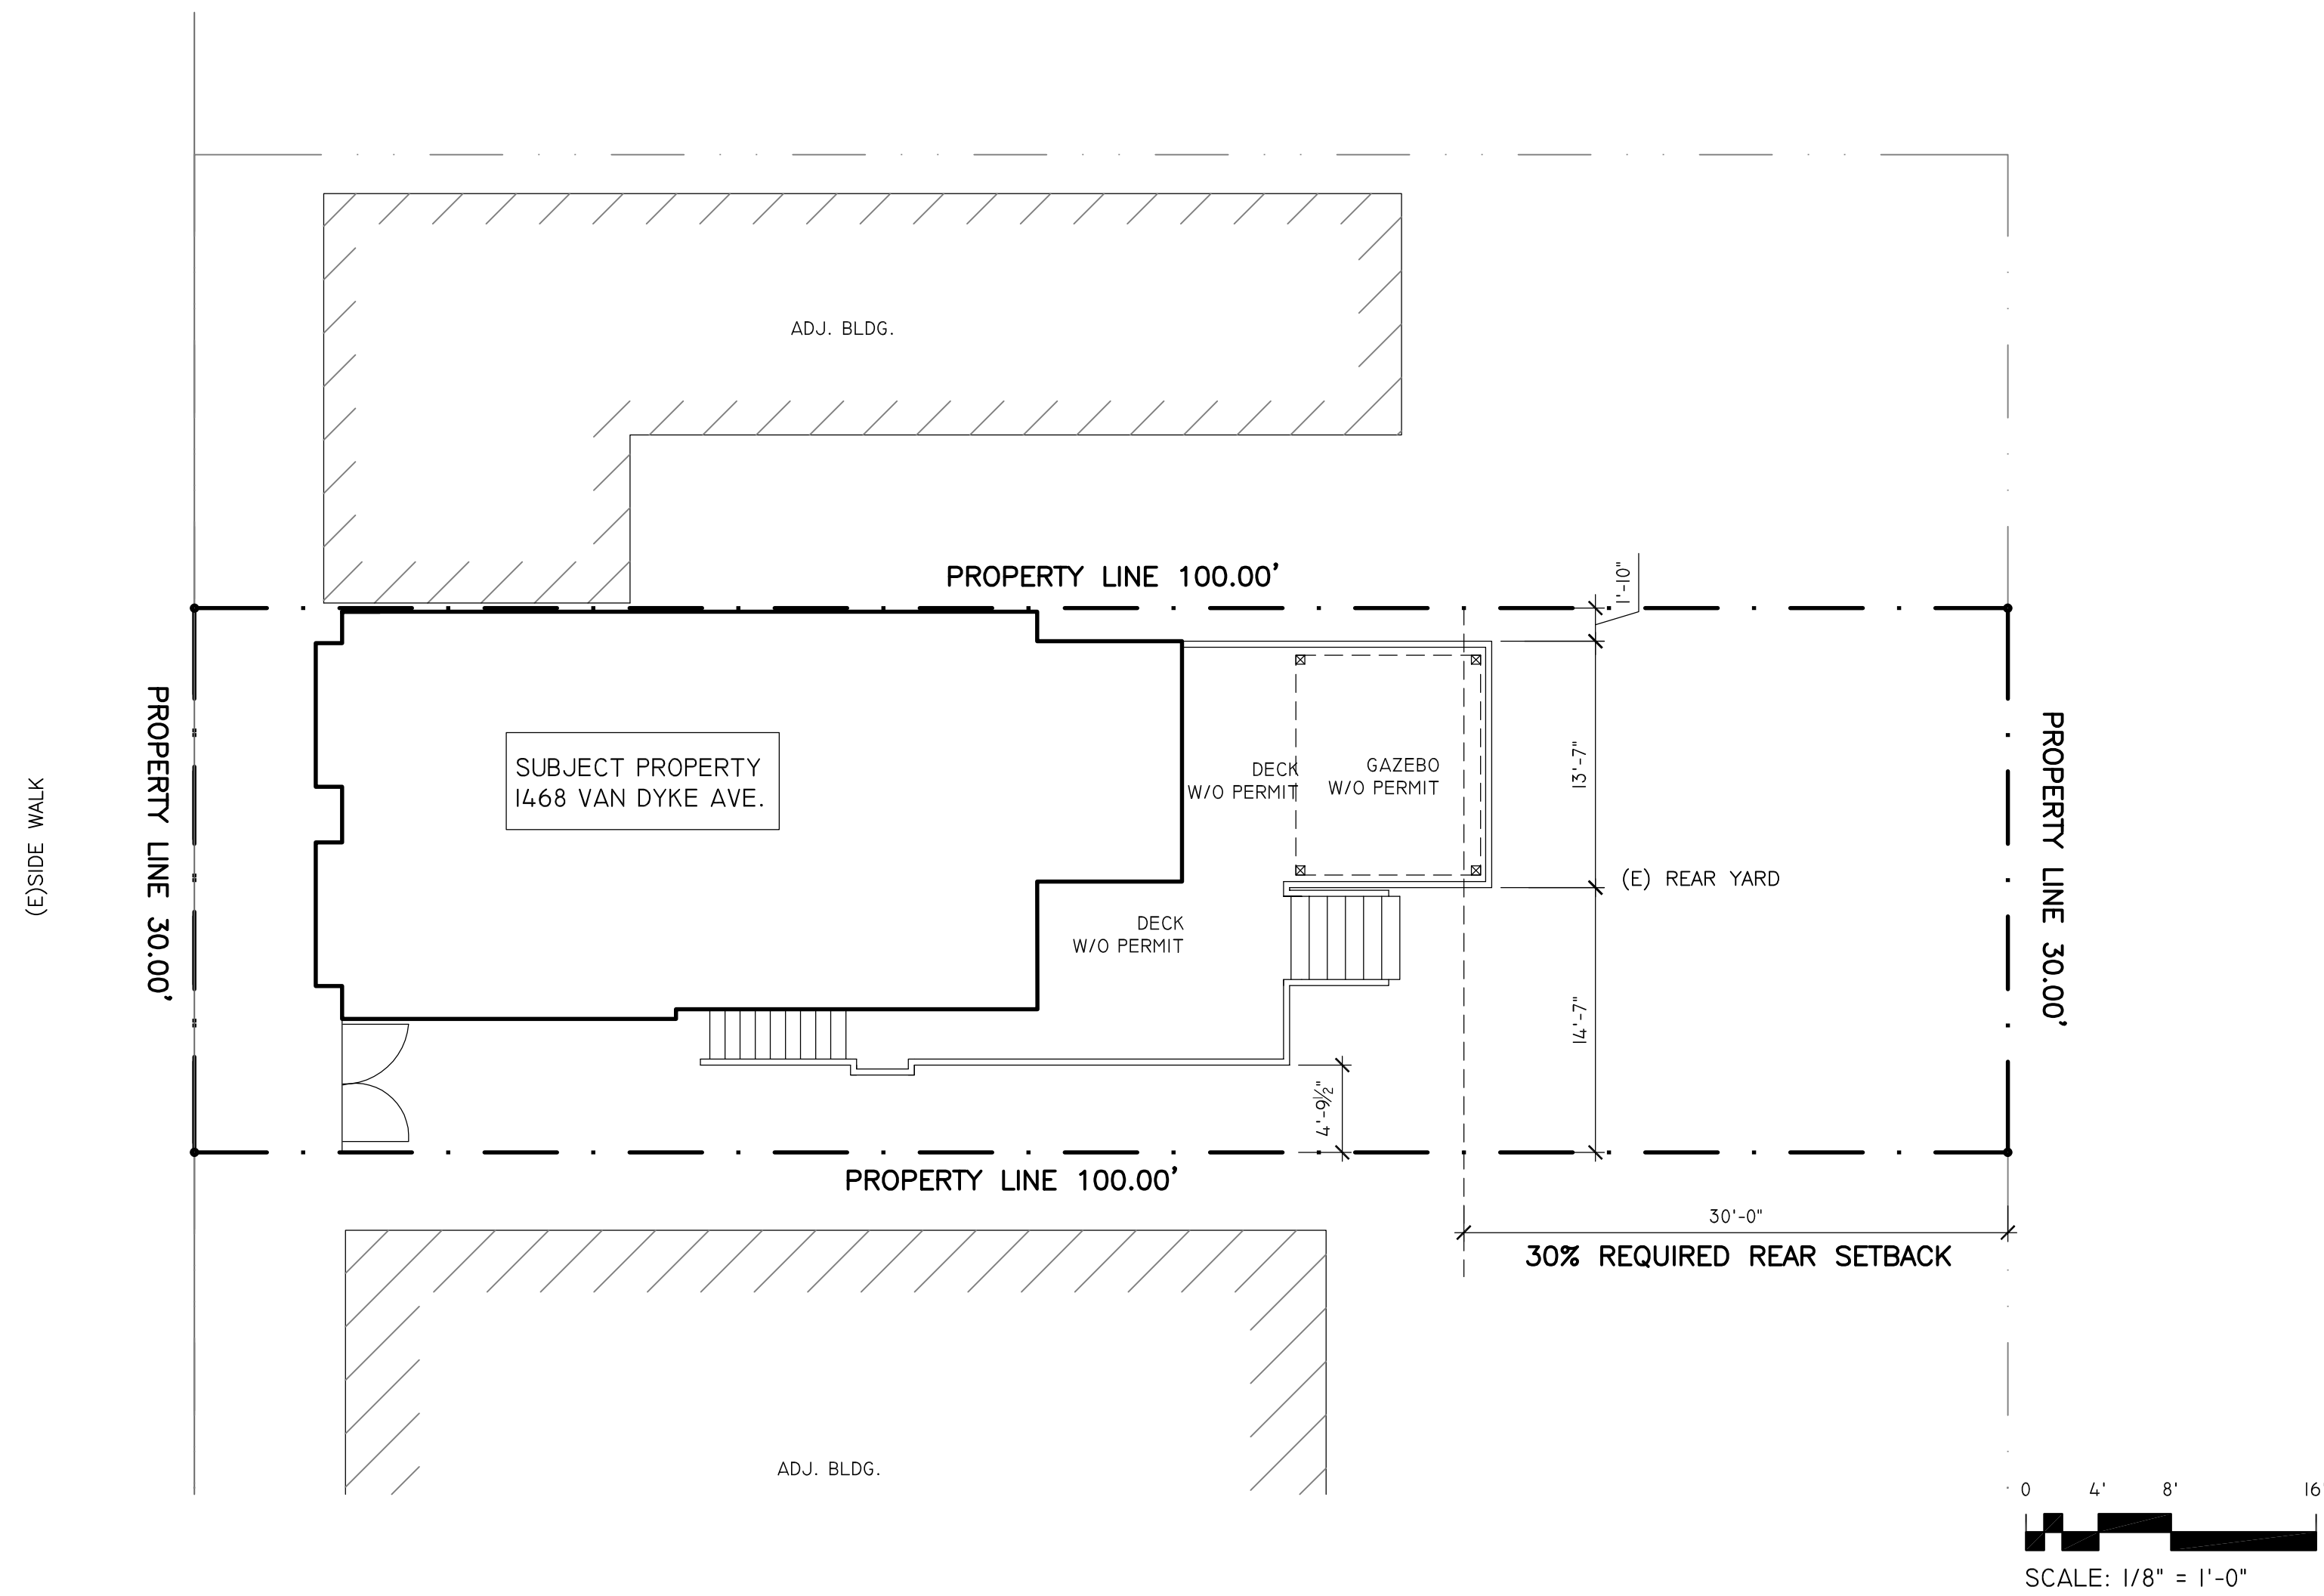 ADJ. BLDG.
PROPERTY LINE 100.00'
1'-10"
(E)SIDE WALK
PROPERTY LINE 30.00'
SUBJECT PROPERTY
1468 VAN DYKE AVE.
DECK
W/O PERMIT
GAZEBO
W/O PERMIT
13'-7"
PROPERTY LINE 30.00'
(E) REAR YARD
DECK
W/O PERMIT
14'-7"
4'-9½"
PROPERTY LINE 100.00'
30'-0"
30% REQUIRED REAR SETBACK
ADJ. BLDG.
0 4' 8' 16
SCALE: 1/8" = 1'-0"